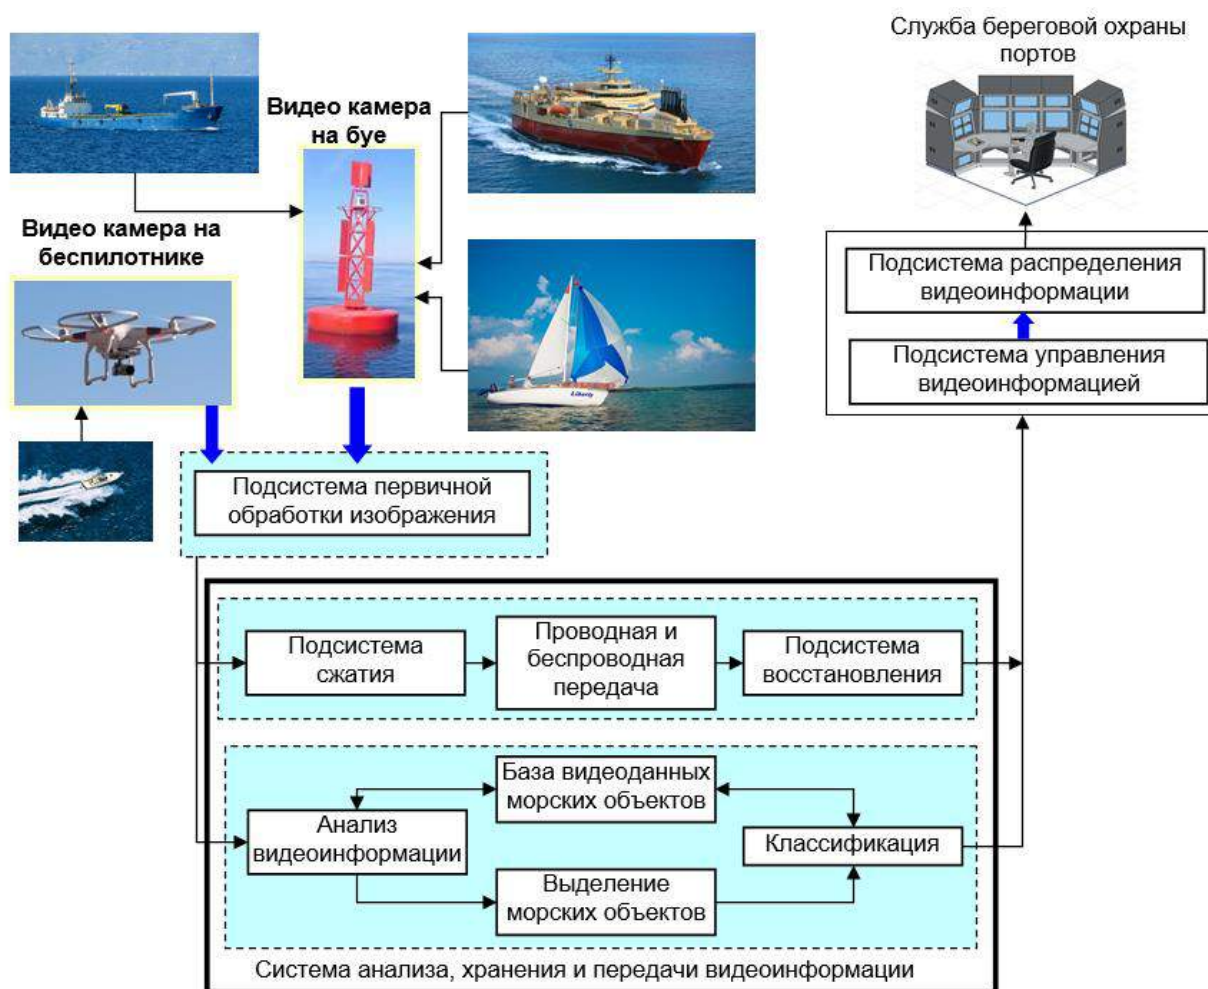 Служба береговой охраны
портов
Видео камера
на буе
Видео камера на
беспилотнике
Liberty
Подсистема распределения
видеоинформации
Подсистема управления
видеоинформацией
Подсистема первичной
обработки изображения
Подсистема
сжатия
Проводная и
беспроводная
передача
Подсистема
восстановления
База видеоданных
морских объектов
Анализ
видеоинформации
Классификация
Выделение
морских объектов
Система анализа, хранения и передачи видеоинформации